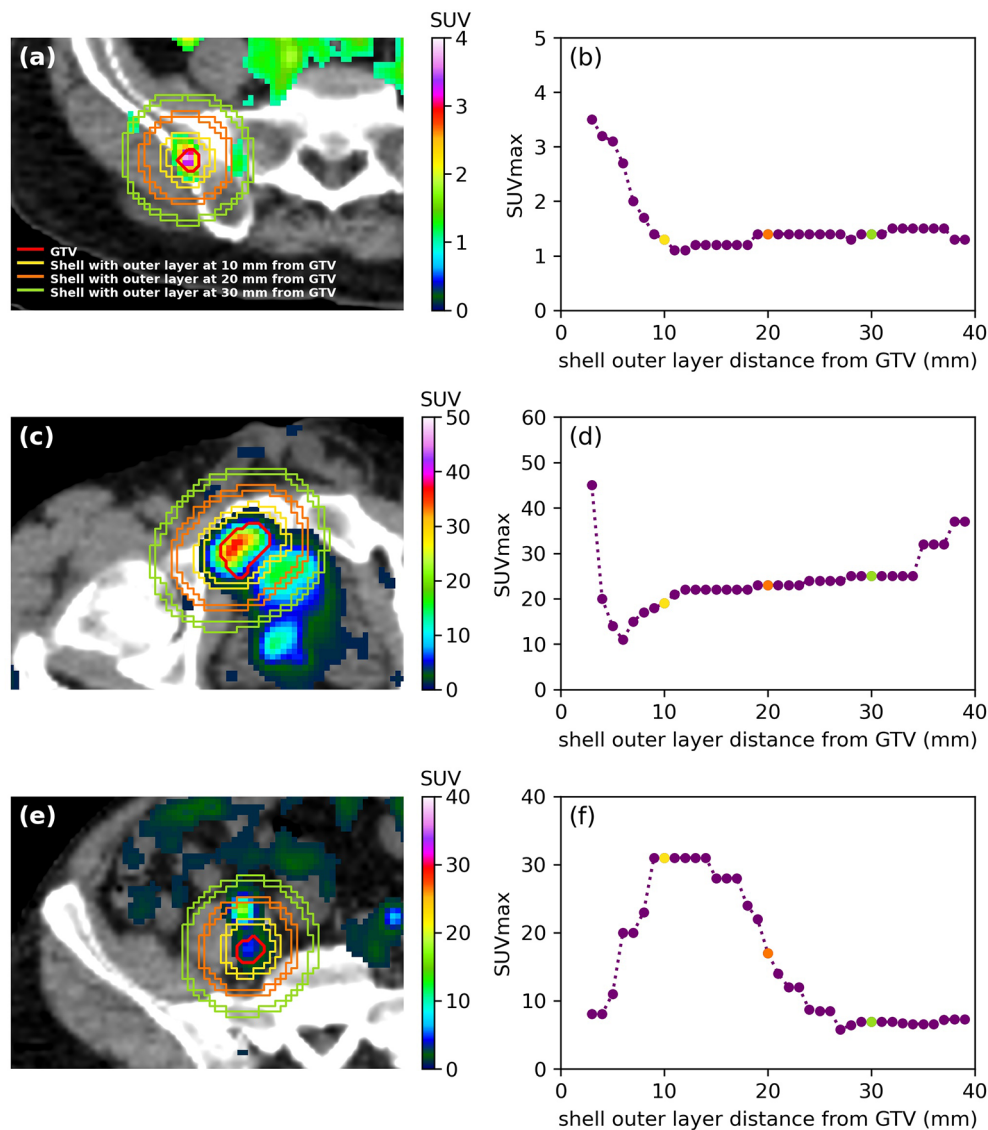 (a)
GTV
Shell with outer layer at 10 mm from GTV
Shell with outer layer at 20 mm from GTV
Shell with outer layer at 30 mm from GTV
SUV
4
3
2
1
0
(b)
SUVmax
5
4
3
2
1
0
0 10 20 30 40
shell outer layer distance from GTV (mm)
(c)
SUV
50
40
30
20
10
0
(d)
SUVmax
60
50
40
30
20
10
0
0 10 20 30 40
shell outer layer distance from GTV (mm)
(e)
SUV
40
30
20
10
0
(f)
SUVmax
40
30
20
10
0
0 10 20 30 40
shell outer layer distance from GTV (mm)